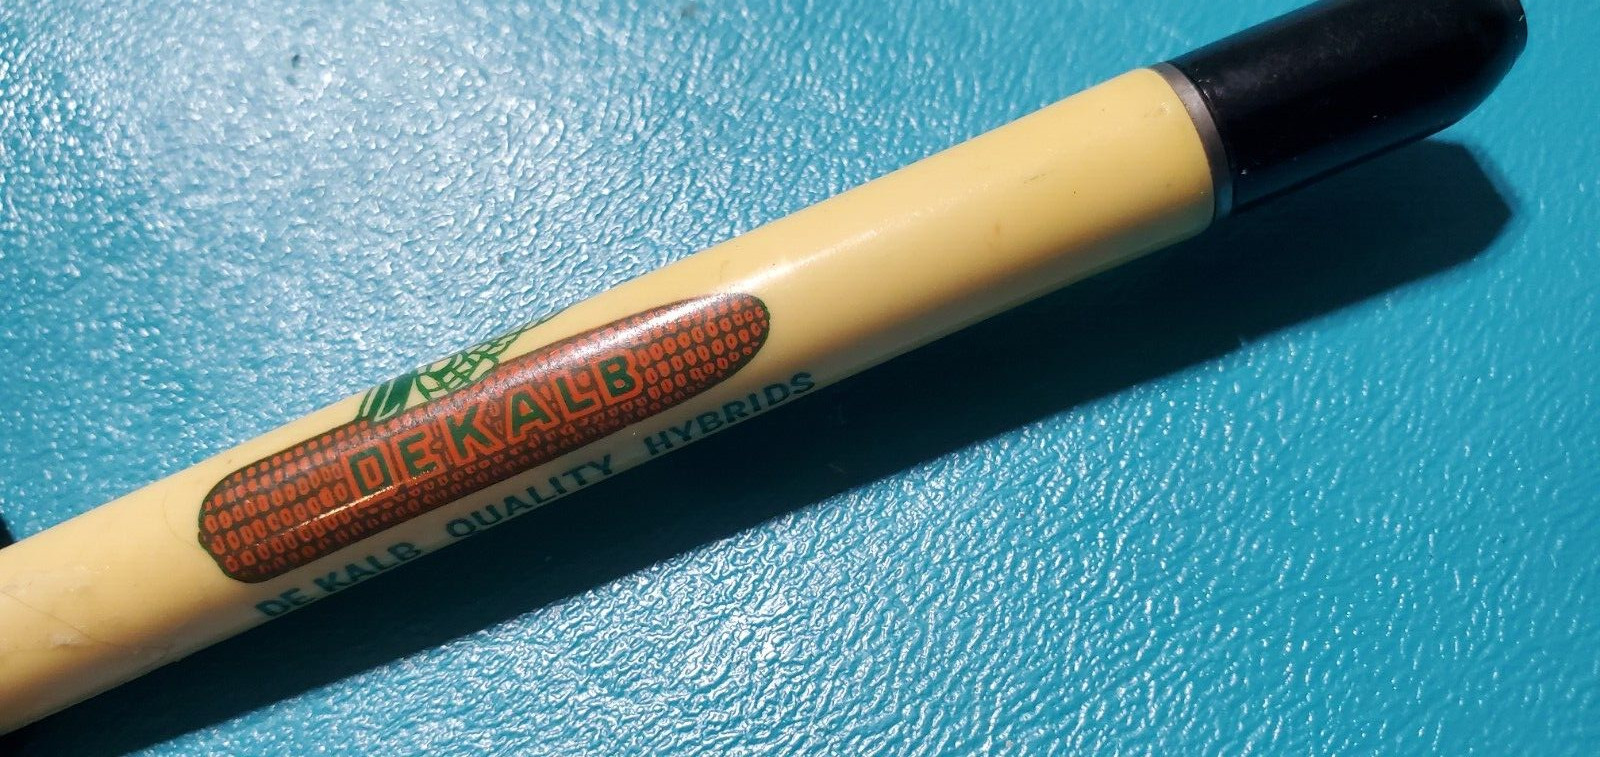 DEKALB
DE KALB QUALITY HYBRIDS